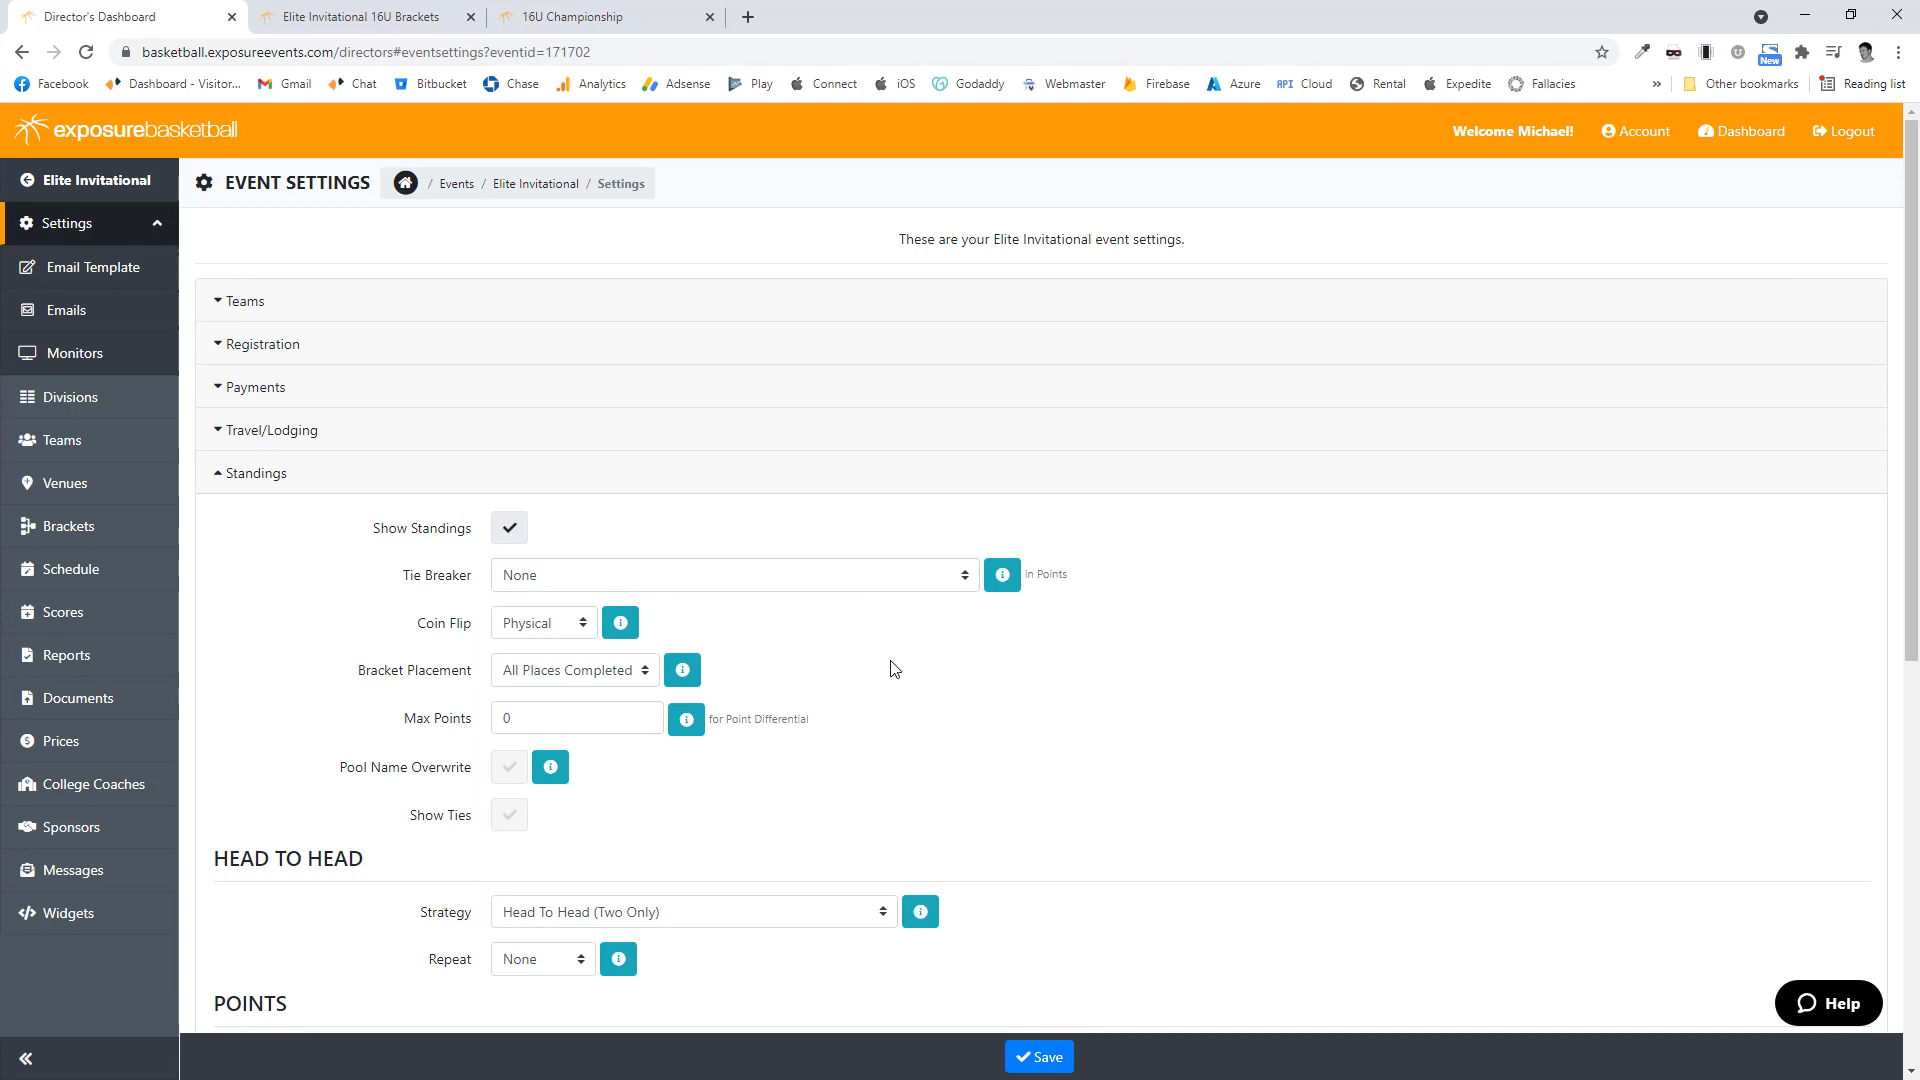 Director's Dashboard
Elite Invitational 16U Brackets
16U Championship
basketball.exposureevents.com/directors#eventsettings?eventid=171702
New
Facebook
Dashboard - Visitor...
Gmail
Chat
Bitbucket
Chase
Analytics
Adsense
Play
Connect
iOS
Godaddy
Webmaster
Firebase
Azure
API Cloud
Rental
Expedite
Fallacies
»
Other bookmarks
Reading list
exposurebasketball
Welcome Michael!
Account
Dashboard
Logout
Elite Invitational
Settings
Email Template
Emails
Monitors
Divisions
Teams
Venues
Brackets
Schedule
Scores
Reports
Documents
Prices
College Coaches
Sponsors
Messages
Widgets
EVENT SETTINGS
/ Events / Elite Invitational / Settings
These are your Elite Invitational event settings.
Teams
Registration
Payments
Travel/Lodging
Standings
Show Standings
Tie Breaker None in Points
Coin Flip Physical
Bracket Placement All Places Completed
Max Points 0 for Point Differential
Pool Name Overwrite
Show Ties
HEAD TO HEAD
Strategy Head To Head (Two Only)
Repeat None
POINTS
Help
Save